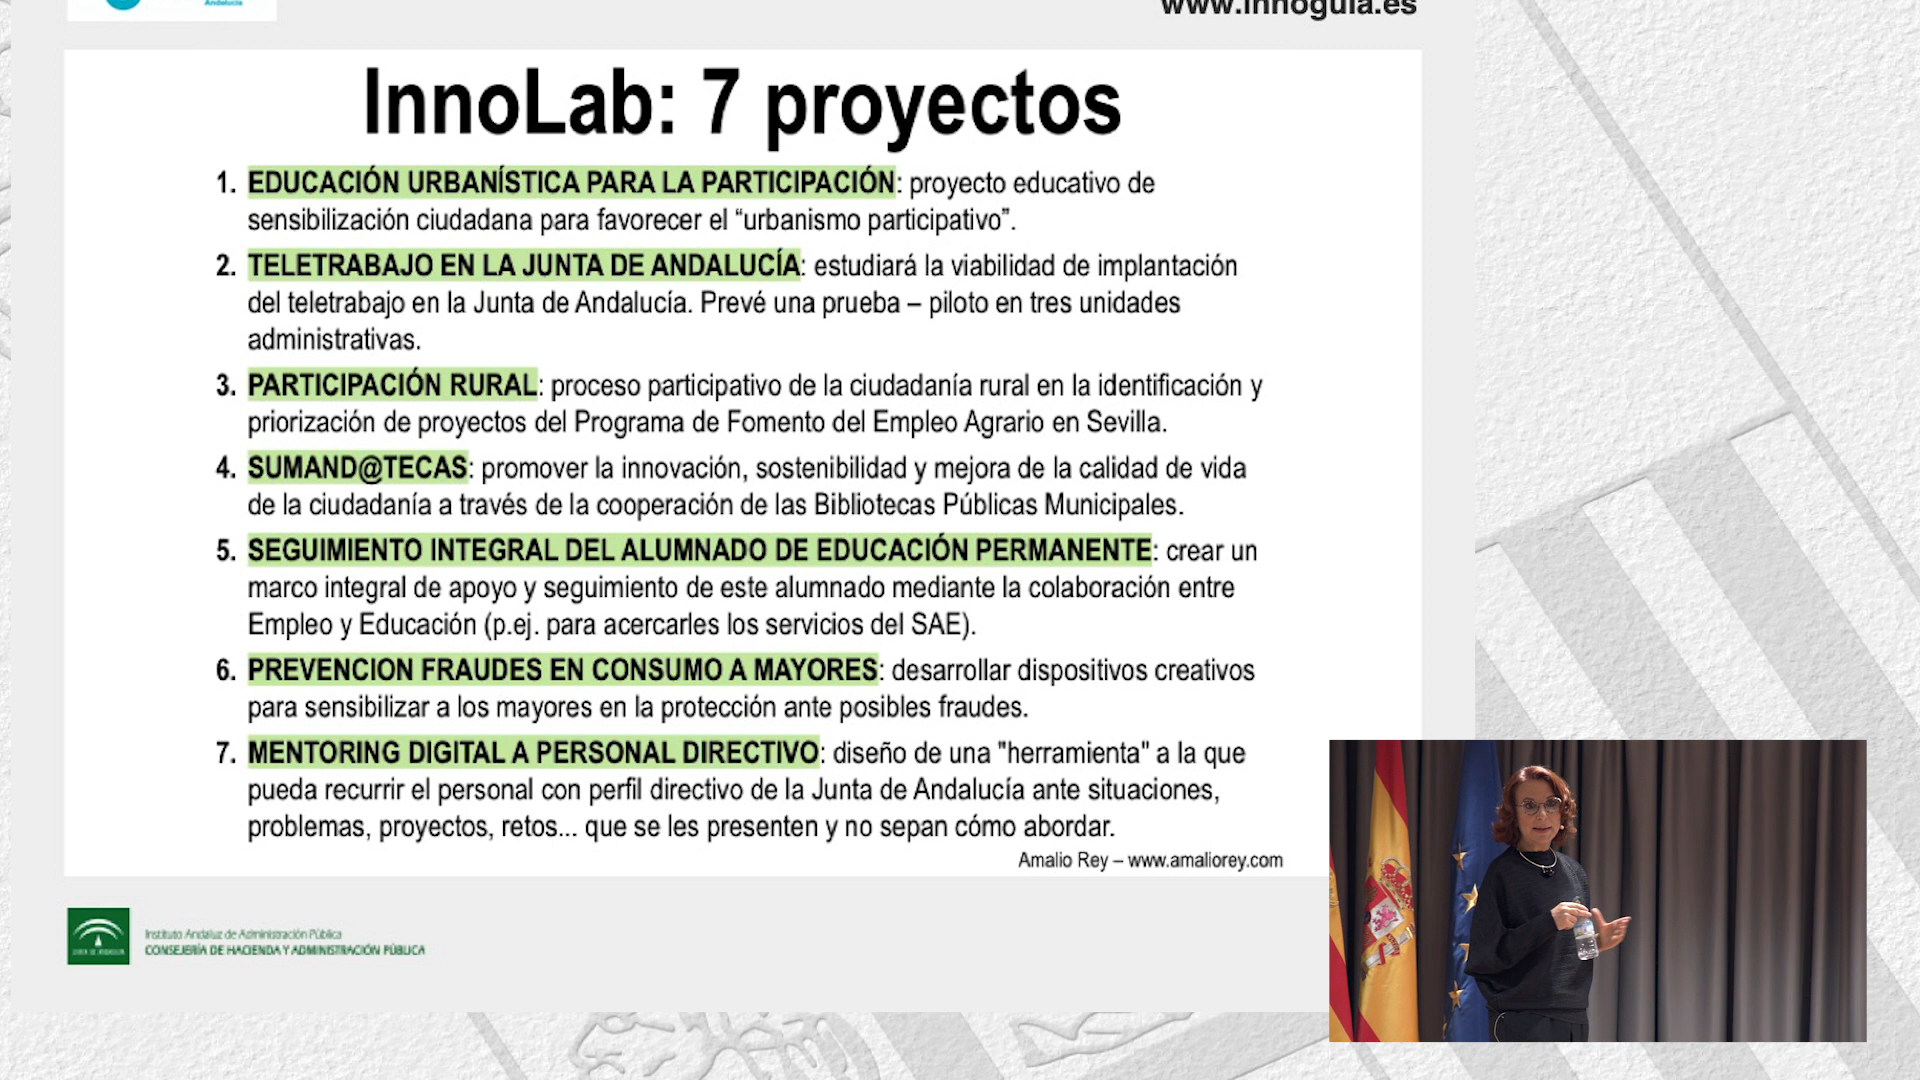 Andalucía
www.innoguia.es
InnoLab: 7 proyectos
1. EDUCACIÓN URBANÍSTICA PARA LA PARTICIPACIÓN: proyecto educativo de
sensibilización ciudadana para favorecer el “urbanismo participativo”.
2. TELETRABAJO EN LA JUNTA DE ANDALUCÍA: estudiará la viabilidad de implantación
del teletrabajo en la Junta de Andalucía. Prevé una prueba – piloto en tres unidades
administrativas.
3. PARTICIPACIÓN RURAL: proceso participativo de la ciudadanía rural en la identificación y
priorización de proyectos del Programa de Fomento del Empleo Agrario en Sevilla.
4. SUMAND@TECAS: promover la innovación, sostenibilidad y mejora de la calidad de vida
de la ciudadanía a través de la cooperación de las Bibliotecas Públicas Municipales.
5. SEGUIMIENTO INTEGRAL DEL ALUMNADO DE EDUCACIÓN PERMANENTE: crear un
marco integral de apoyo y seguimiento de este alumnado mediante la colaboración entre
Empleo y Educación (p.ej. para acercarles los servicios del SAE).
6. PREVENCION FRAUDES EN CONSUMO A MAYORES: desarrollar dispositivos creativos
para sensibilizar a los mayores en la protección ante posibles fraudes.
7. MENTORING DIGITAL A PERSONAL DIRECTIVO: diseño de una "herramienta" a la que
pueda recurrir el personal con perfil directivo de la Junta de Andalucía ante situaciones,
problemas, proyectos, retos... que se les presenten y no sepan cómo abordar.
Amalio Rey – www.amaliorey.com
JUNTA DE ANDALUCIA
Instituto Andaluz de Administración Pública
CONSEJERÍA DE HACIENDA Y ADMINISTRACIÓN PÚBLICA